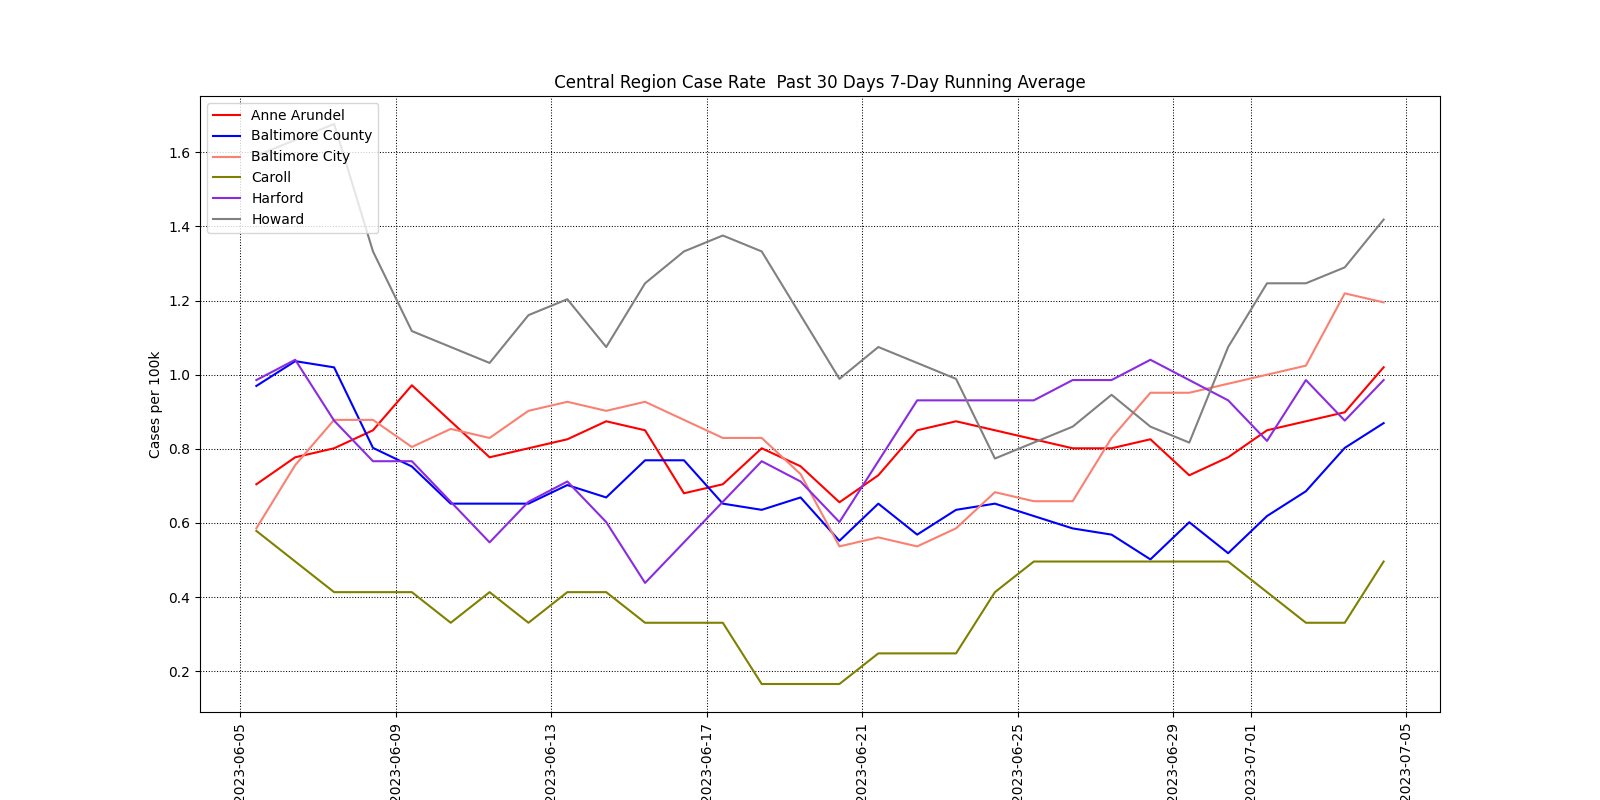 Central Region Case Rate  Past 30 Days 7-Day Running Average
Anne Arundel
Baltimore County
Baltimore City
Caroll
Harford
Howard
Cases per 100k
1.6
1.4
1.2
1.0
0.8
0.6
0.4
0.2
2023-06-05
2023-06-09
2023-06-13
2023-06-17
2023-06-21
2023-06-25
2023-06-29
2023-07-01
2023-07-05